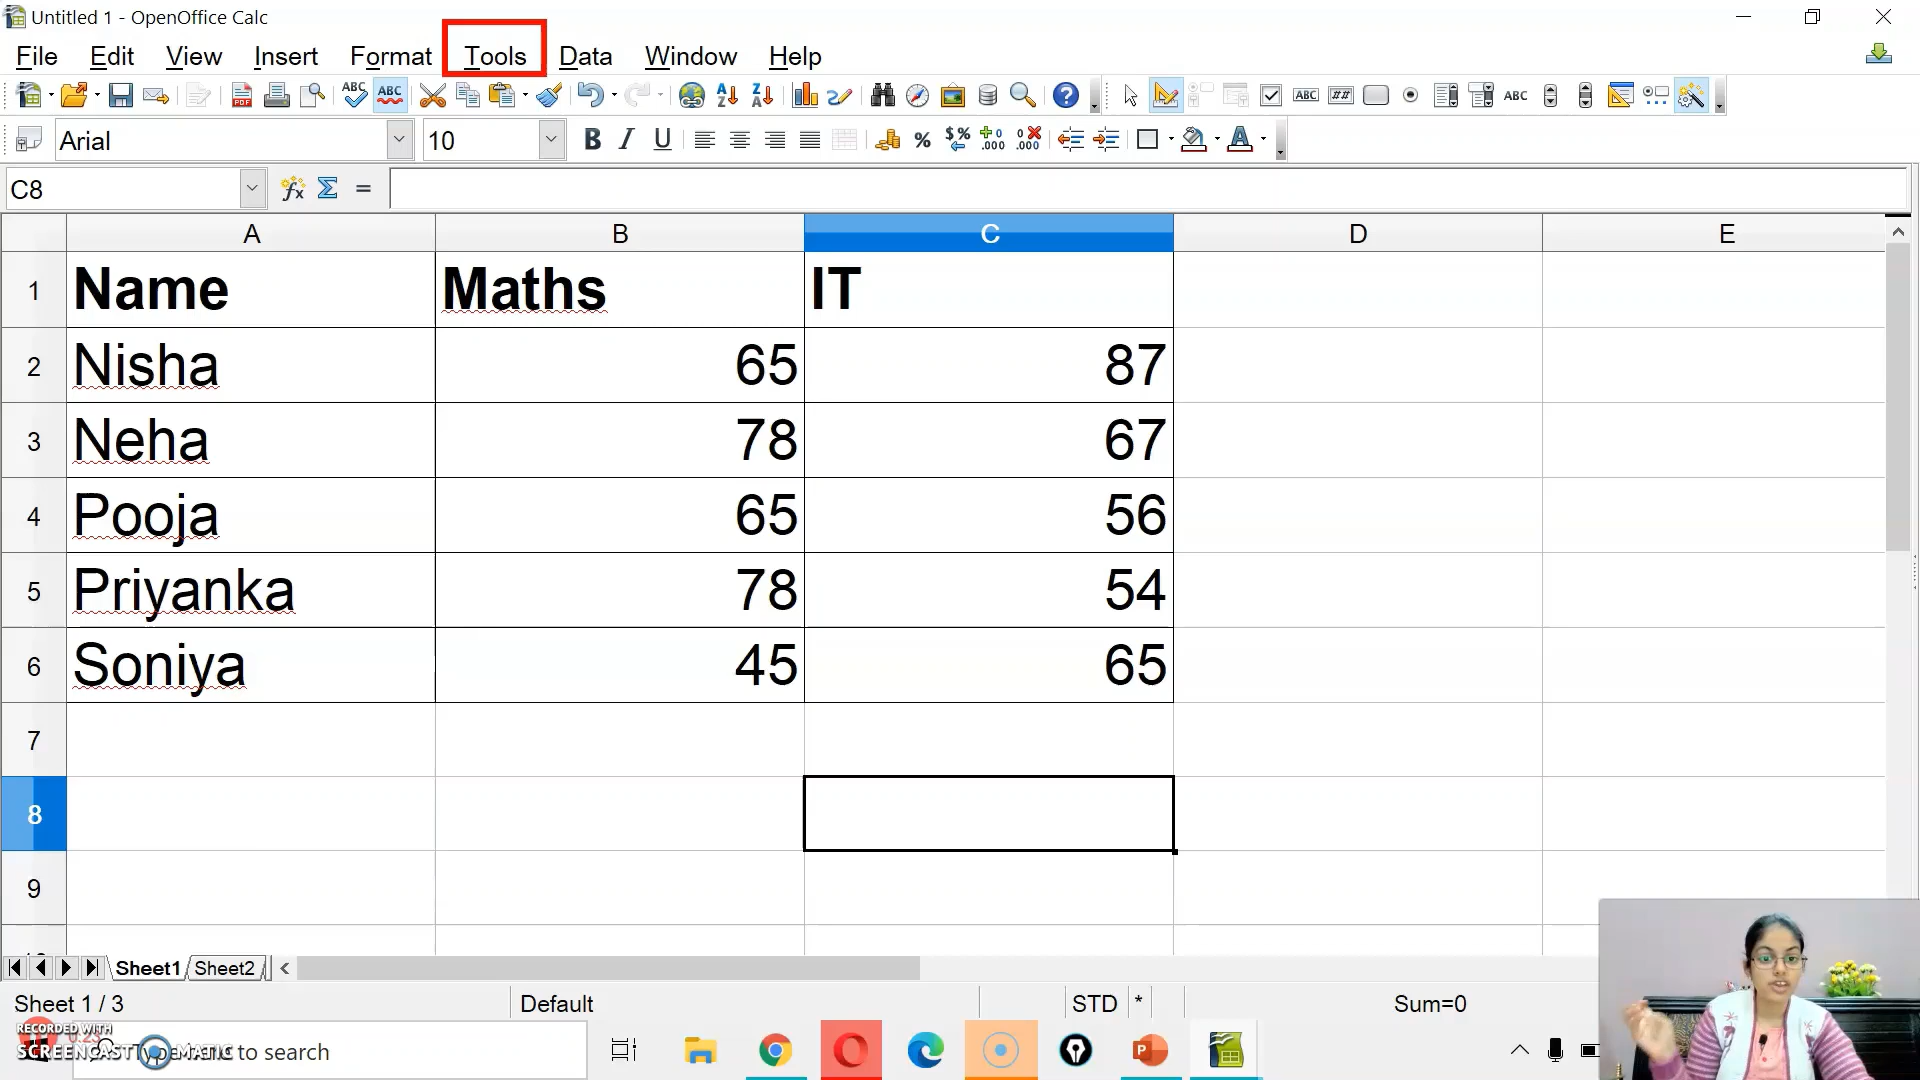 Untitled 1 - OpenOffice Calc
File Edit View Insert Format Tools Data Window Help
Arial 10 B I U
C8
A B C D E
1 Name Maths IT
2 Nisha 65 87
3 Neha 78 67
4 Pooja 65 56
5 Priyanka 78 54
6 Soniya 45 65
7
8
9
Sheet1 Sheet2
Sheet 1 / 3 Default STD * Sum=0
RECORDED WITH
SCREENCAST MATIC
Type to search